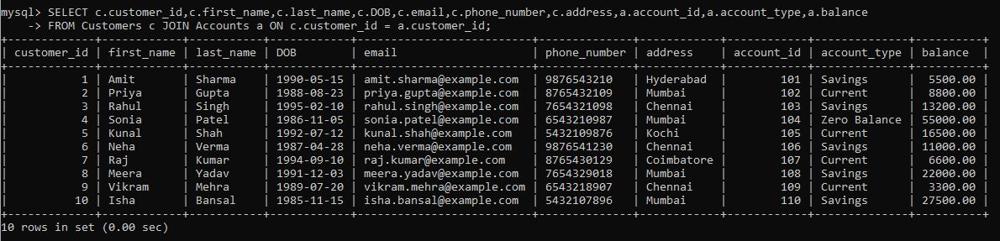 mysql> SELECT c.customer_id,c.first_name,c.last_name,c.DOB,c.email,c.phone_number,c.address,a.account_id,a.account_type,a.balance
    -> FROM Customers c JOIN Accounts a ON c.customer_id = a.customer_id;
+-------------+------------+-----------+------------+--------------------------+--------------+------------+------------+--------------+----------+
| customer_id | first_name | last_name | DOB        | email                    | phone_number | address    | account_id | account_type | balance  |
+-------------+------------+-----------+------------+--------------------------+--------------+------------+------------+--------------+----------+
|           1 | Amit       | Sharma    | 1990-05-15 | amit.sharma@example.com  | 9876543210   | Hyderabad  |        101 | Savings      |  5500.00 |
|           2 | Priya      | Gupta     | 1988-08-23 | priya.gupta@example.com  | 8765432109   | Mumbai     |        102 | Current      |  8800.00 |
|           3 | Rahul      | Singh     | 1995-02-10 | rahul.singh@example.com  | 7654321098   | Chennai    |        103 | Savings      | 13200.00 |
|           4 | Sonia      | Patel     | 1986-11-05 | sonia.patel@example.com  | 6543210987   | Mumbai     |        104 | Zero Balance | 55000.00 |
|           5 | Kunal      | Shah      | 1992-07-12 | kunal.shah@example.com   | 5432109876   | Kochi      |        105 | Current      | 16500.00 |
|           6 | Neha       | Verma     | 1987-04-28 | neha.verma@example.com   | 9876541230   | Chennai    |        106 | Savings      | 11000.00 |
|           7 | Raj        | Kumar     | 1994-09-10 | raj.kumar@example.com    | 8765430129   | Coimbatore |        107 | Current      |  6600.00 |
|           8 | Meera      | Yadav     | 1991-12-03 | meera.yadav@example.com  | 7654329018   | Mumbai     |        108 | Savings      | 22000.00 |
|           9 | Vikram     | Mehra     | 1989-07-20 | vikram.mehra@example.com | 6543218907   | Chennai    |        109 | Current      |  3300.00 |
|          10 | Isha       | Bansal    | 1985-11-15 | isha.bansal@example.com  | 5432107896   | Mumbai     |        110 | Savings      | 27500.00 |
+-------------+------------+-----------+------------+--------------------------+--------------+------------+------------+--------------+----------+
10 rows in set (0.00 sec)